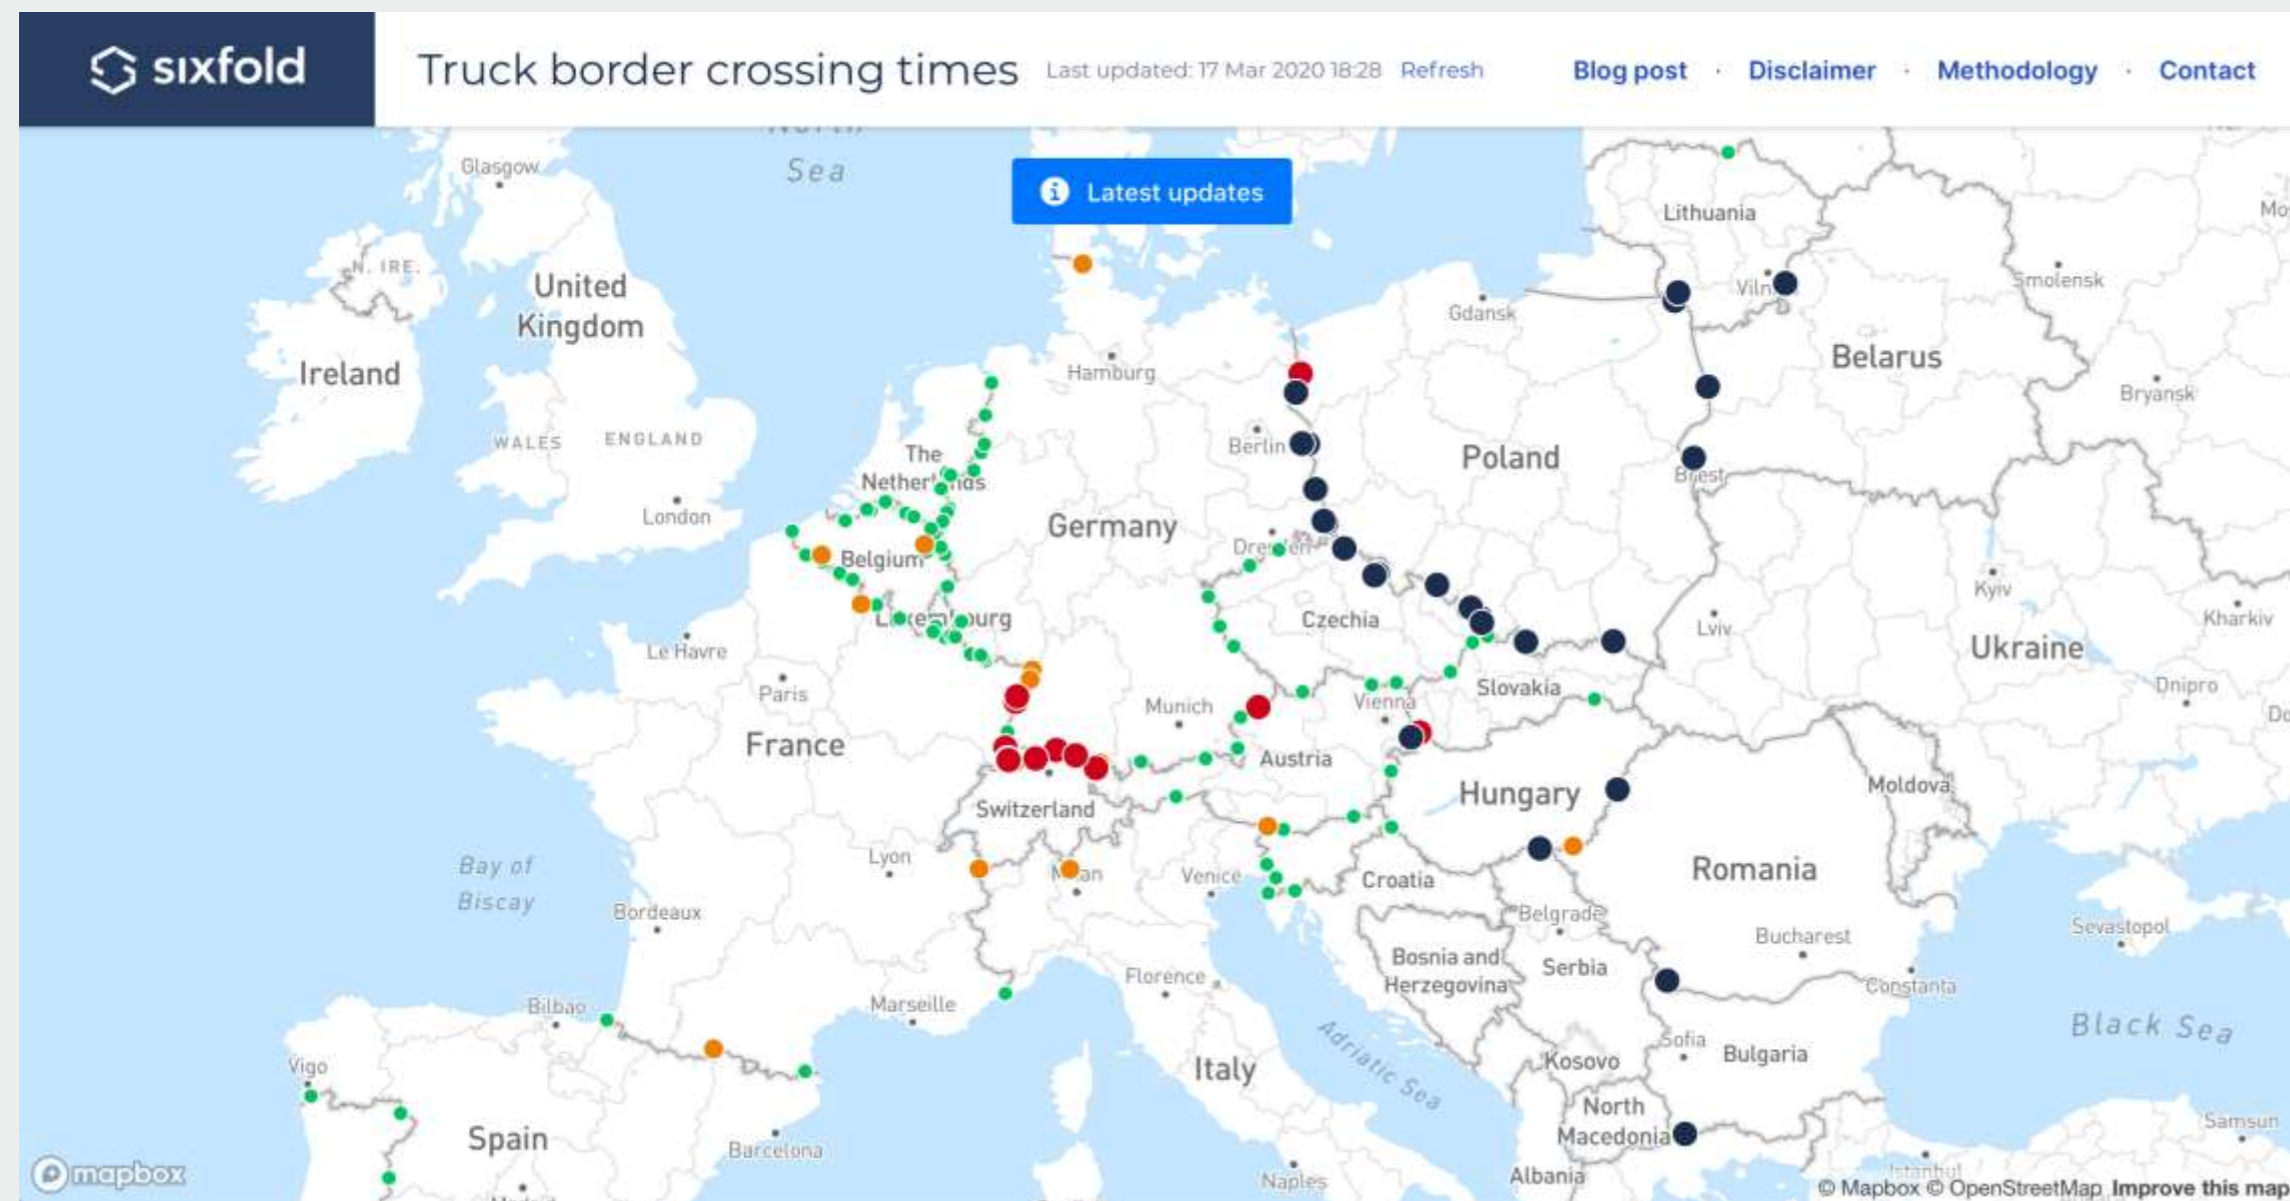 sixfold
Truck border crossing times
Last updated: 17 Mar 2020 18:28
Refresh
Blog post · Disclaimer · Methodology · Contact
Sea
Latest updates
Glasgow
N. IRE.
United
Kingdom
Ireland
WALES
ENGLAND
London
Lithuania
Smolensk
Gdansk
Belarus
Hamburg
Bryansk
Berlin
Poland
Brest
The
Germany
Belgium
Kyiv
Kharkiv
Czechia
Lviv
Ukraine
Le Havre
Paris
Munich
Vienna
Slovakia
Dnipro
France
Austria
Hungary
Moldova
Switzerland
Lyon
Bay of
Biscay
Venice
Croatia
Romania
Bordeaux
Belgrade
Bucharest
Sevastopol
Bosnia and
Herzegovina
Serbia
Florence
Constanta
Bilbao
Marseille
Adriatic Sea
Black Sea
Sofia
Bulgaria
Vigo
Kosovo
Italy
North
Macedonia
Spain
Barcelona
Samsun
Albania
Naples
Istanbul
mapbox
© Mapbox © OpenStreetMap Improve this map